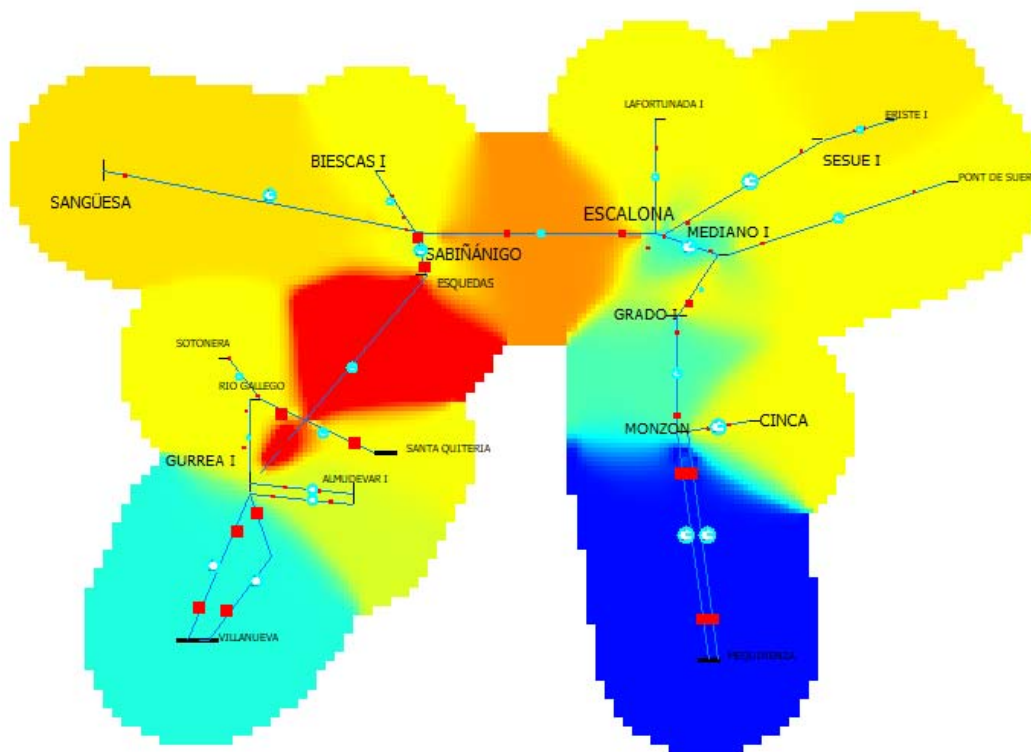 LAFORTUNADA I
ERISTE I
BIESCAS I
SESUE I
SANGÜESA
PONT DE SUER
ESCALONA
MEDIANO I
SABIÑÁNIGO
ESQUEDAS
GRADO I
SOTONERA
RIO GALLEGO
CINCA
MONZON
SANTA QUITERIA
GURREA I
ALMUDEVAR I
VILLANUEVA